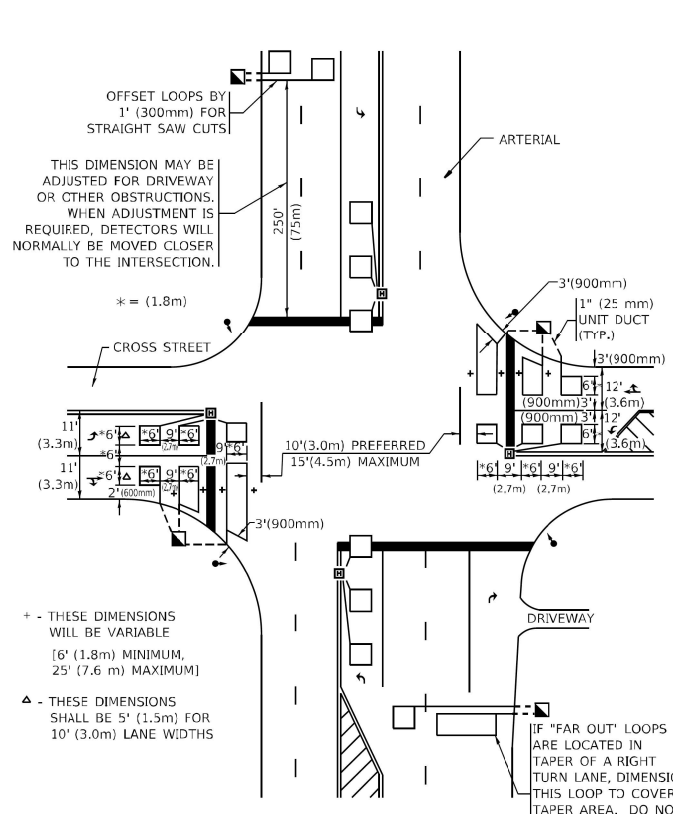 OFFSET LOOPS BY
1' (300mm) FOR
STRAIGHT SAW CUTS
ARTERIAL
THIS DIMENSION MAY BE
ADJUSTED FOR DRIVEWAY
OR OTHER OBSTRUCTIONS.
WHEN ADJUSTMENT IS
REQUIRED, DETECTORS WILL
NORMALLY BE MOVED CLOSER
TO THE INTERSECTION.
250'
(75m)
* = (1.8m)
H
3'(900mm)
1" (25 mm)
UNIT DUCT
(TYP.)
CROSS STREET
3'(900mm)
6' 12'
(3.6m)
(900mm)3'
(900mm)3' 12'
6' (3.6m)
H
11'
(3.3m)
*6'
*6' 9' *6'
(2.7m)
9'*6'
(2.7m)
*6'
11'
(3.3m)
*6'
*6' 9' *6'
(2.7m)
2'(600mm)
10'(3.0m) PREFERRED
15'(4.5m) MAXIMUM
H
*6' 9' *6' 9' *6'
(2,7m) (2.7m)
3'(900mm)
H
+ - THESE DIMENSIONS
WILL BE VARIABLE
[6' (1.8m) MINIMUM,
25' (7.6 m) MAXIMUM]
DRIVEWAY
△ - THESE DIMENSIONS
SHALL BE 5' (1.5m) FOR
10' (3.0m) LANE WIDTHS
IF "FAR OUT' LOOPS
ARE LOCATED IN
TAPER OF A RIGHT
TURN LANE, DIMENSIO
THIS LOOP TO COVER
TAPER AREA. DO NO